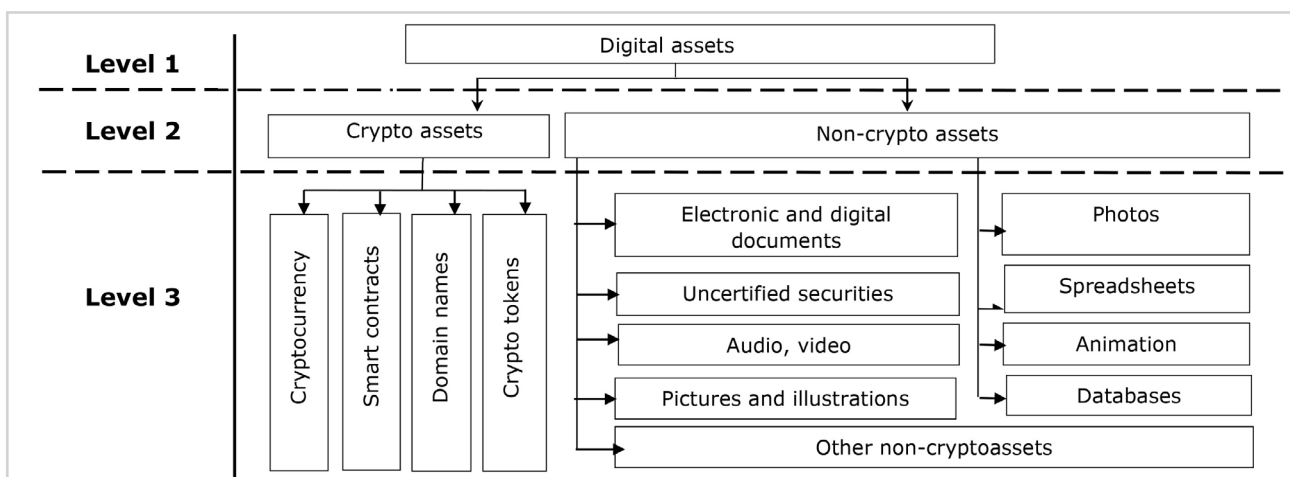 Level 1
Digital assets
Level 2
Crypto assets
Non-crypto assets
Level 3
Cryptocurrency
Smart contracts
Domain names
Crypto tokens
Electronic and digital
documents
Uncertified securities
Audio, video
Pictures and illustrations
Other non-cryptoassets
Photos
Spreadsheets
Animation
Databases